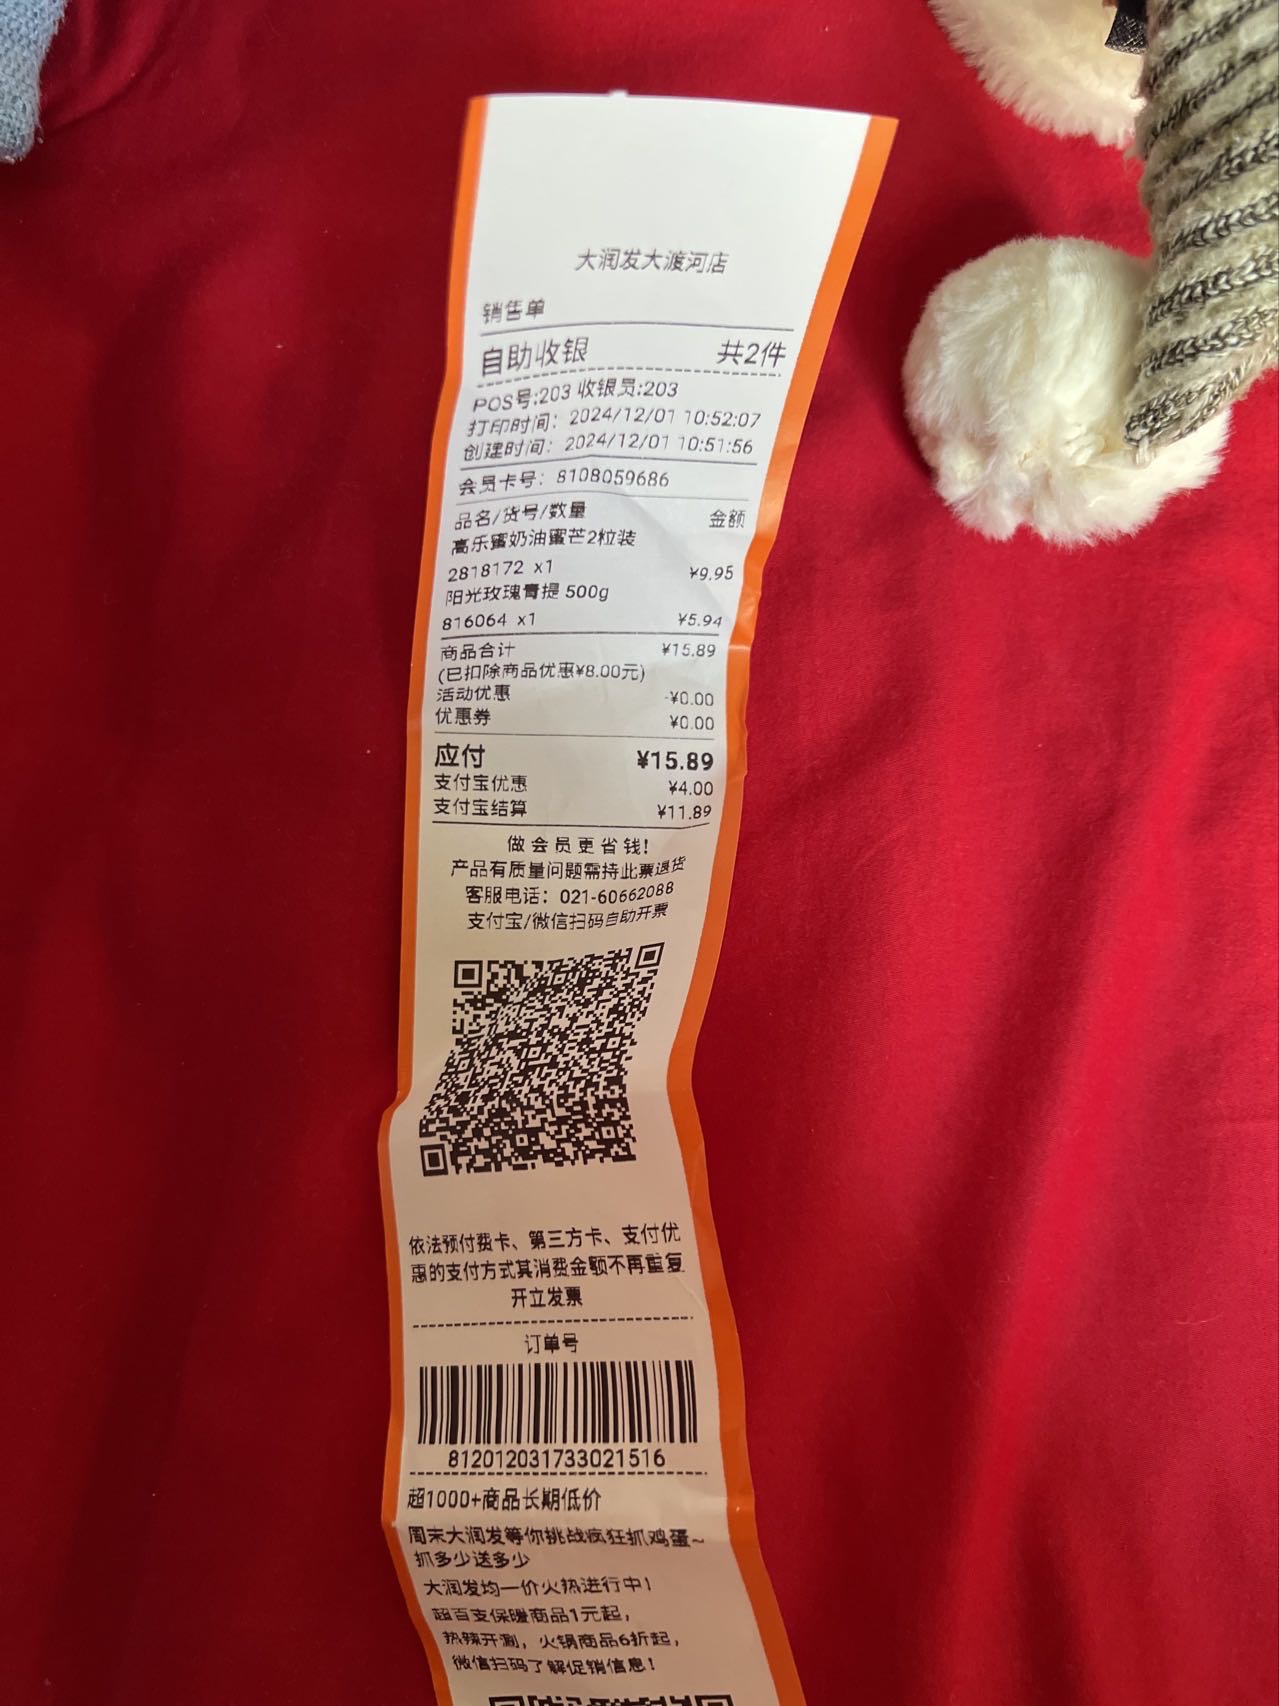 大润发大渡河店
销售单
自助收银 共2件
POS号:203 收银员:203
打印时间: 2024/12/01 10:52:07
创建时间: 2024/12/01 10:51:56
会员卡号: 8108059686
品名/货号/数量 金额
高乐蜜奶油蜜芒2粒装
2818172 x1 ¥9.95
阳光玫瑰青提 500g
816064 x1 ¥5.94
商品合计 ¥15.89
(已扣除商品优惠¥8.00元)
活动优惠 -¥0.00
优惠券 ¥0.00
应付 ¥15.89
支付宝优惠 ¥4.00
支付宝结算 ¥11.89
做会员更省钱!
产品有质量问题需持此票退货
客服电话: 021-60662088
支付宝/微信扫码自助开票
依法预付费卡、第三方卡、支付优
惠的支付方式其消费金额不再重复
开立发票
订单号
812012031733021516
超1000+商品长期低价
周末大润发等你挑战疯狂抓鸡蛋~
抓多少送多少
大润发均一价火热进行中!
超百支保暖商品1元起,
热辣开涮, 火锅商品6折起,
微信扫码了解促销信息!